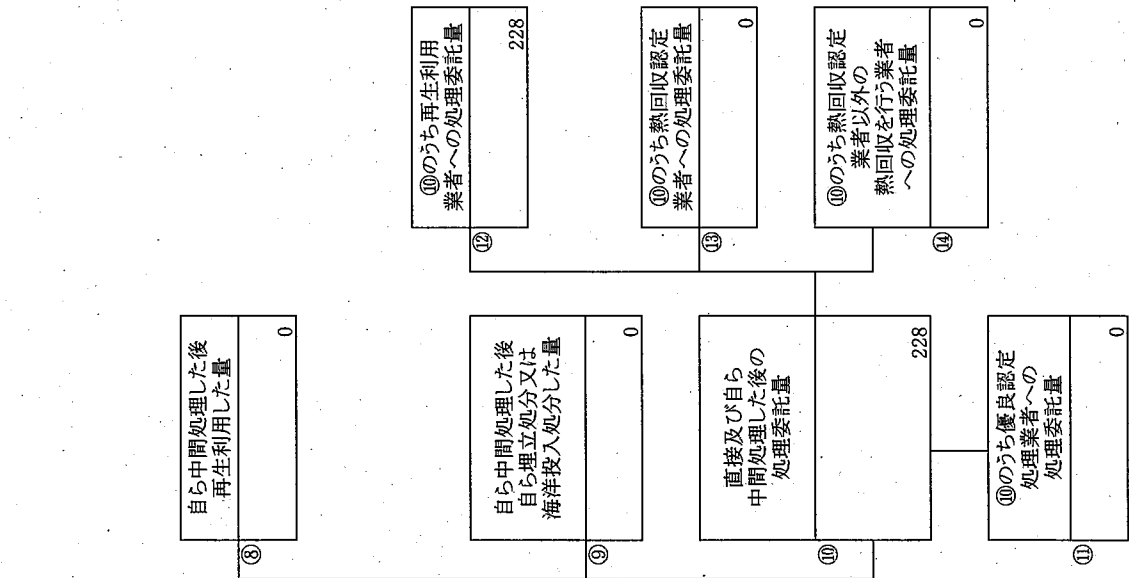 ⑧
自ら中間処理した後
再生利用した量
0
⑨
自ら中間処理した後
自ら埋立処分又は
海洋投入処分した量
0
⑩
直接及び自ら
中間処理した後の
処理委託量
228
⑪
⑩のうち優良認定
処理業者への
処理委託量
0
⑫
⑩のうち再生利用
業者への処理委託量
228
⑬
⑩のうち熱回収認定
業者への処理委託量
0
⑭
⑩のうち熱回収認定
業者以外の
熱回収を行う業者
への処理委託量
0